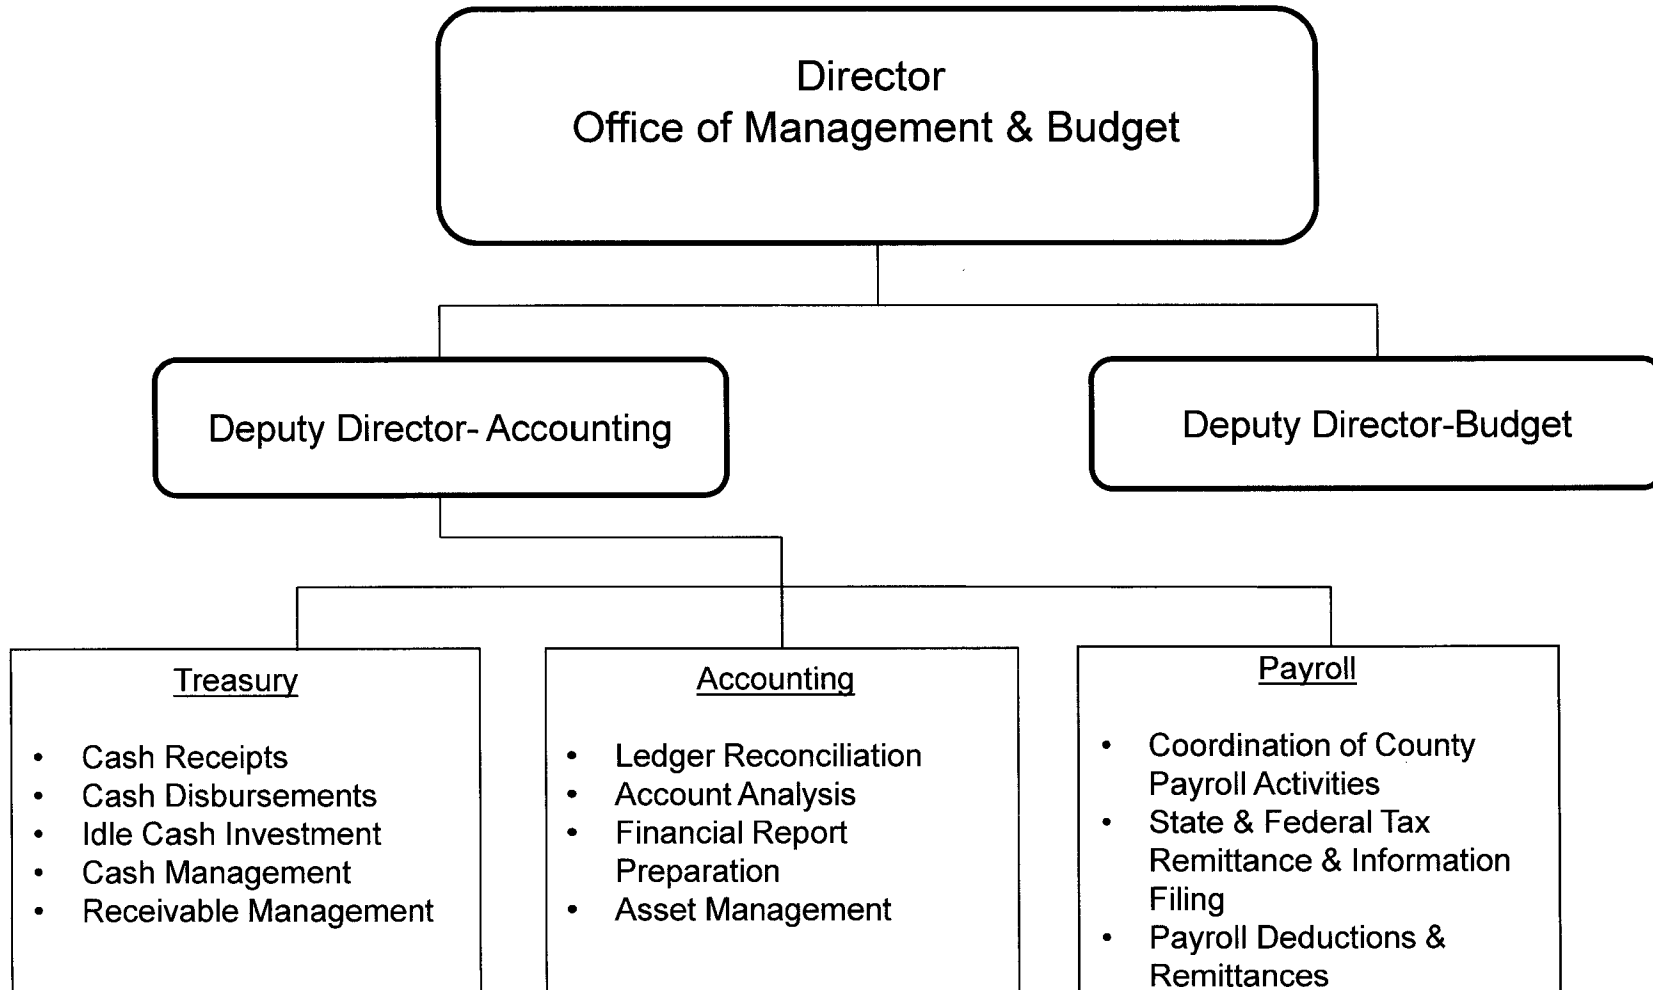 Director
Office of Management & Budget
Deputy Director- Accounting
Deputy Director-Budget
Treasury
• Cash Receipts
• Cash Disbursements
• Idle Cash Investment
• Cash Management
• Receivable Management
Accounting
• Ledger Reconciliation
• Account Analysis
• Financial Report
Preparation
• Asset Management
Payroll
• Coordination of County
Payroll Activities
• State & Federal Tax
Remittance & Information
Filing
• Payroll Deductions &
Remittances